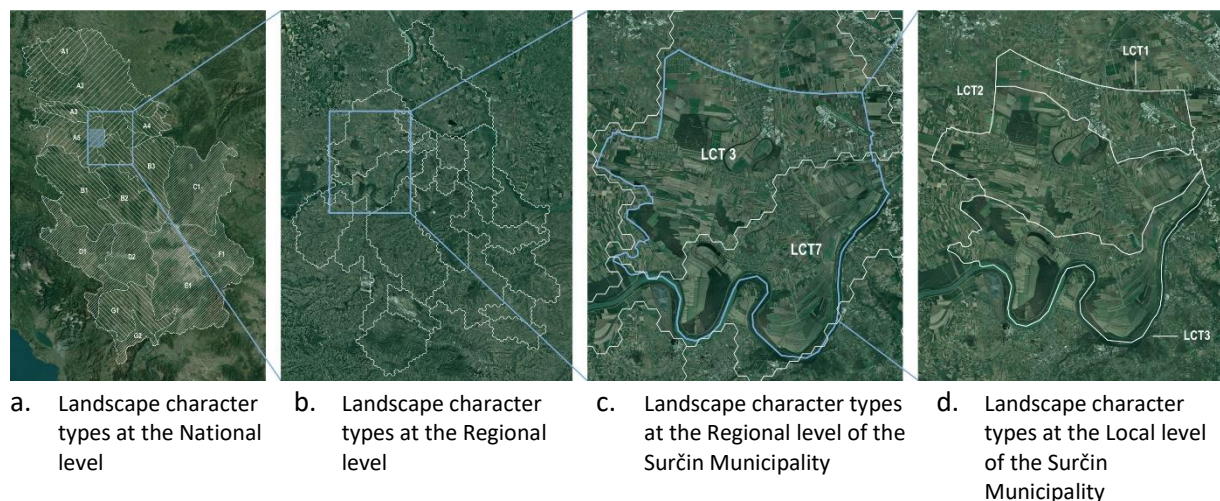 A1
A2
A3
A4
A5
B1
B2
B3
C1
D1
D2
E1
F1
G1
G2
LCT 3
LCT7
LCT1
LCT2
LCT3
a. Landscape character
types at the National
level
b. Landscape character
types at the Regional
level
c. Landscape character types
at the Regional level of the
Surčin Municipality
d. Landscape character
types at the Local level
of the Surčin
Municipality